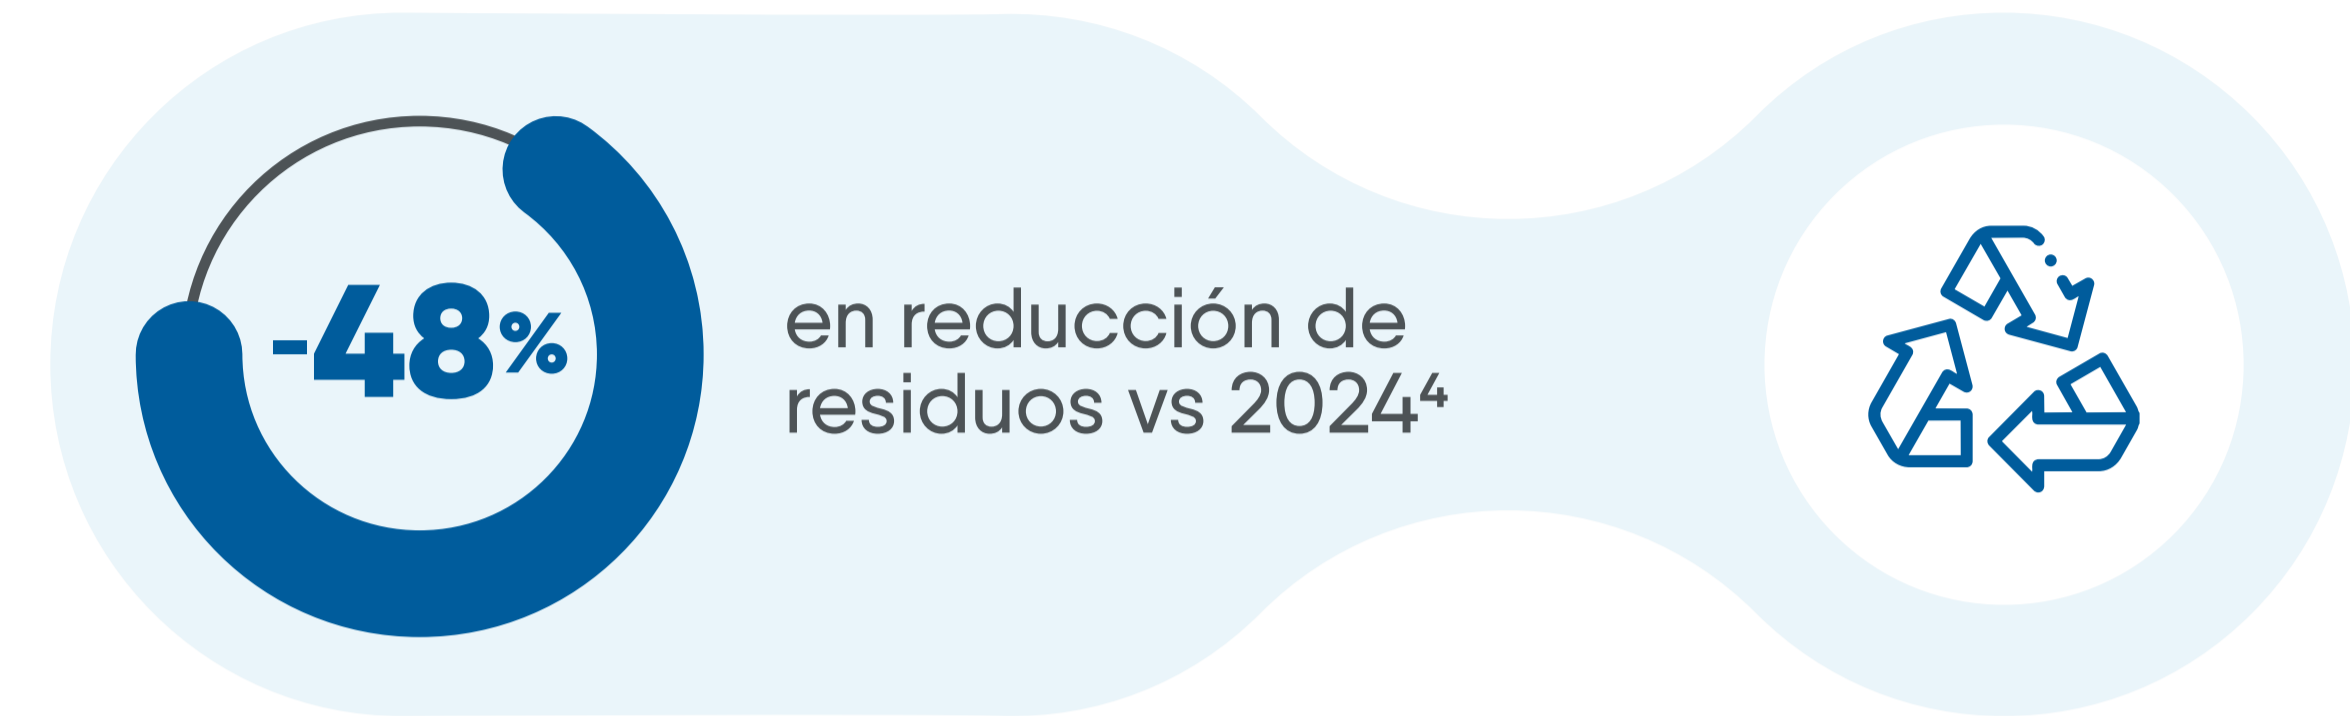 -48%
en reducción de
residuos vs 2024⁴